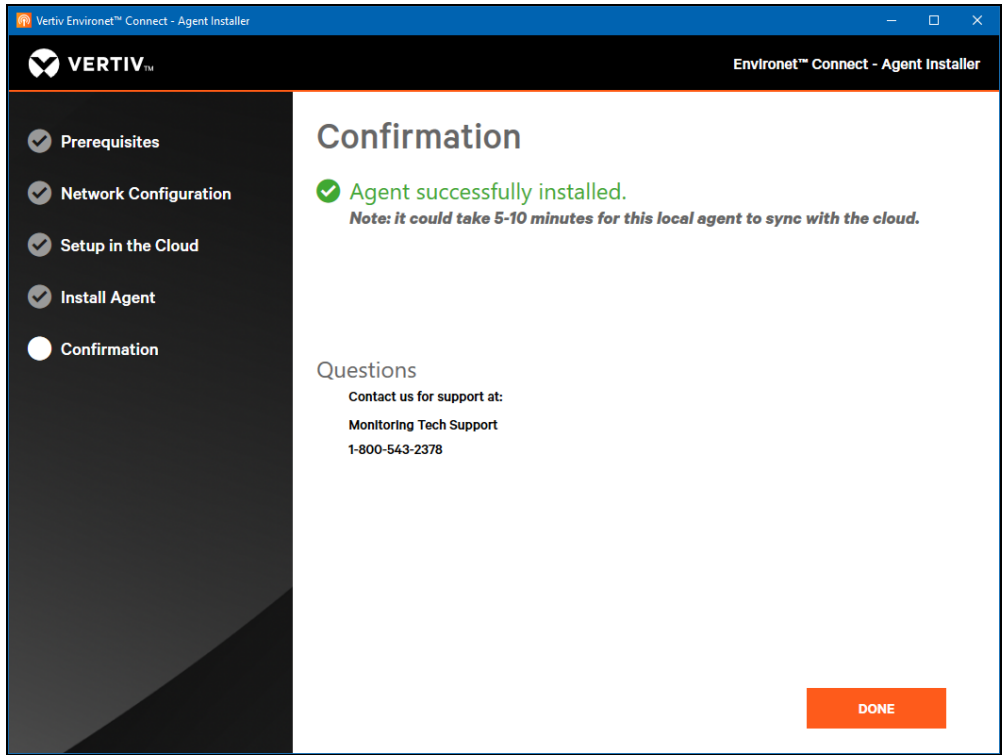 Vertiv Environet™ Connect - Agent Installer
VERTIV™
Environet™ Connect - Agent Installer
Prerequisites
Network Configuration
Setup in the Cloud
Install Agent
Confirmation
Confirmation
Agent successfully installed.
Note: it could take 5-10 minutes for this local agent to sync with the cloud.
Questions
Contact us for support at:
Monitoring Tech Support
1-800-543-2378
DONE